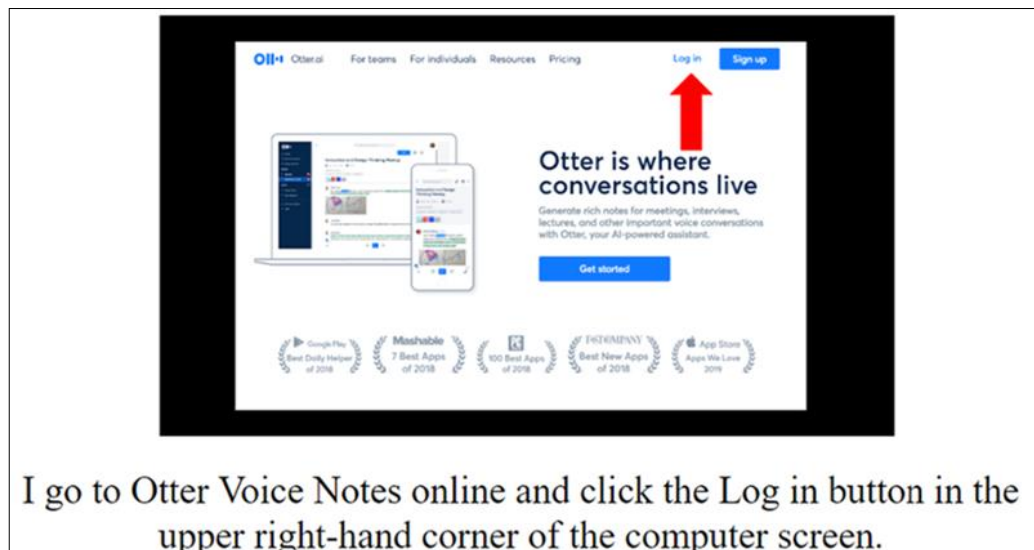 Otter.ai For teams For individuals Resources Pricing Log in Sign up
Otter is where
conversations live
Generate rich notes for meetings, interviews,
lectures, and other important voice conversations
with Otter, your AI-powered assistant.
Get started
Google Play
Best Daily Helper
of 2018
Mashable
7 Best Apps
of 2018
PC
100 Best Apps
of 2018
FAST COMPANY
Best New Apps
of 2018
App Store
Apps We Love
2019
I go to Otter Voice Notes online and click the Log in button in the
upper right-hand corner of the computer screen.